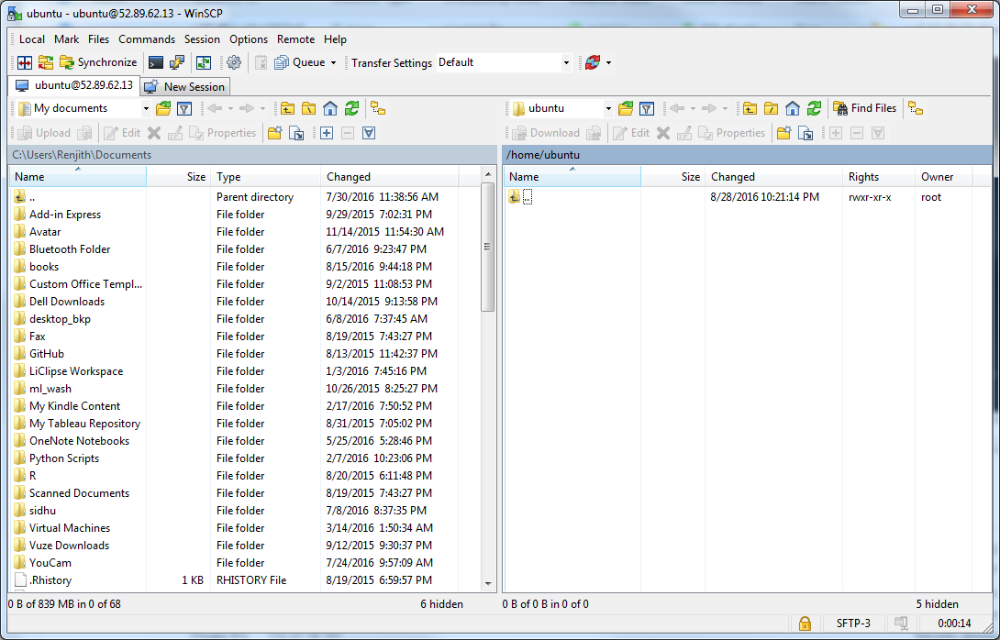 ubuntu - ubuntu@52.89.62.13 - WinSCP
Local Mark Files Commands Session Options Remote Help
Synchronize Queue Transfer Settings Default
ubuntu@52.89.62.13 New Session
My documents ubuntu Find Files
Upload Edit Properties Download Edit Properties
C:\Users\Renjith\Documents /home/ubuntu
Name Size Type Changed Name Size Changed Rights Owner
.. Parent directory 7/30/2016 11:38:56 AM .. 8/28/2016 10:21:14 PM rwxr-xr-x root
Add-in Express File folder 9/29/2015 7:02:31 PM
Avatar File folder 11/14/2015 11:54:30 AM
Bluetooth Folder File folder 6/7/2016 9:23:47 PM
books File folder 8/15/2016 9:44:18 PM
Custom Office Templ... File folder 9/2/2015 11:08:53 PM
Dell Downloads File folder 10/14/2015 9:13:58 PM
desktop_bkp File folder 6/8/2016 7:37:45 AM
Fax File folder 8/19/2015 7:43:27 PM
GitHub File folder 8/13/2015 11:42:37 PM
LiClipse Workspace File folder 1/3/2016 7:45:16 PM
ml_wash File folder 10/26/2015 8:25:27 PM
My Kindle Content File folder 2/17/2016 7:50:52 PM
My Tableau Repository File folder 8/31/2015 7:05:02 PM
OneNote Notebooks File folder 5/25/2016 5:28:46 PM
Python Scripts File folder 2/7/2016 10:23:06 PM
R File folder 8/20/2015 6:11:48 PM
Scanned Documents File folder 8/19/2015 7:43:27 PM
sidhu File folder 7/8/2016 8:37:35 PM
Virtual Machines File folder 3/14/2016 1:50:34 AM
Vuze Downloads File folder 9/12/2015 9:30:37 PM
YouCam File folder 7/24/2016 9:57:09 AM
.Rhistory 1 KB RHISTORY File 8/19/2015 6:59:57 PM
0 B of 839 MB in 0 of 68 6 hidden 0 B of 0 B in 0 of 0 5 hidden
SFTP-3 0:00:14